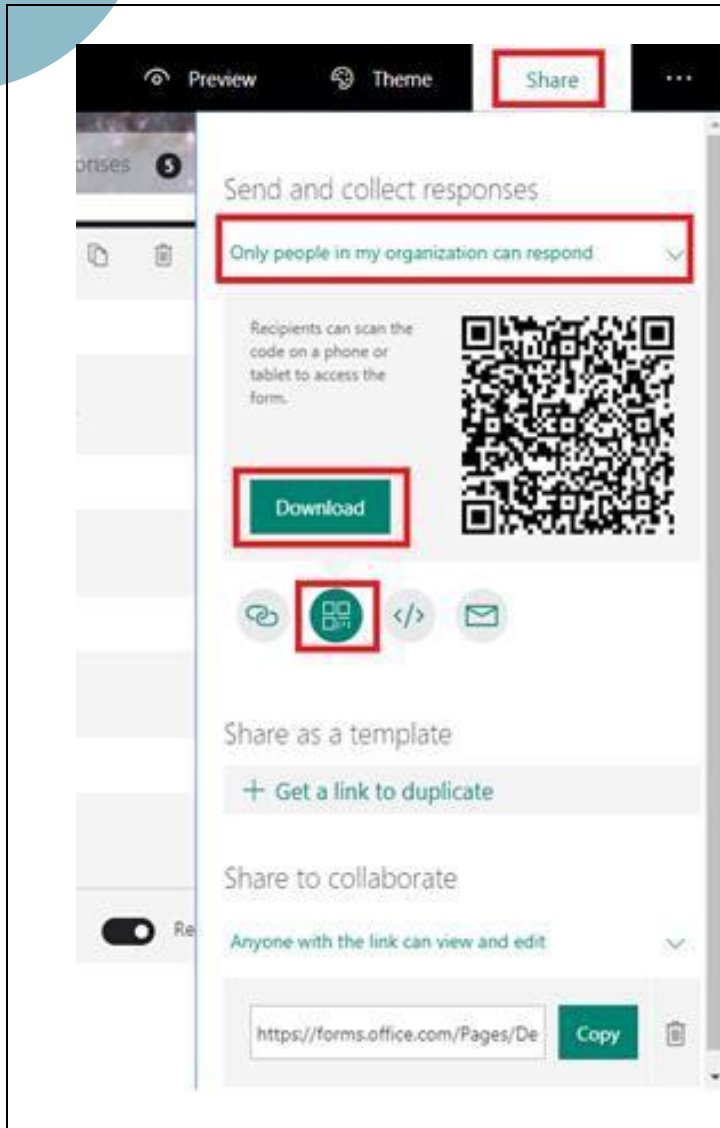 Preview Theme Share ...
onses 5
Send and collect responses
Only people in my organization can respond
Recipients can scan the
code on a phone or
tablet to access the
form.
Download
</>
Share as a template
+ Get a link to duplicate
Share to collaborate
Re
Anyone with the link can view and edit
https://forms.office.com/Pages/De Copy